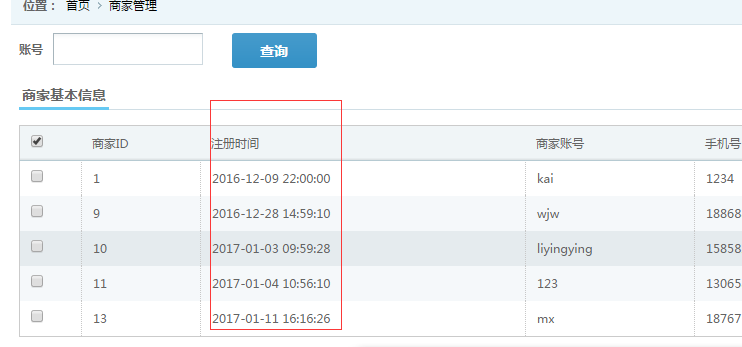 位置： 首页 > 商家管理
账号 查询
商家基本信息
商家ID 注册时间 商家账号 手机号
1 2016-12-09 22:00:00 kai 1234
9 2016-12-28 14:59:10 wjw 18868
10 2017-01-03 09:59:28 liyingying 15858
11 2017-01-04 10:56:10 123 13065
13 2017-01-11 16:16:26 mx 18767